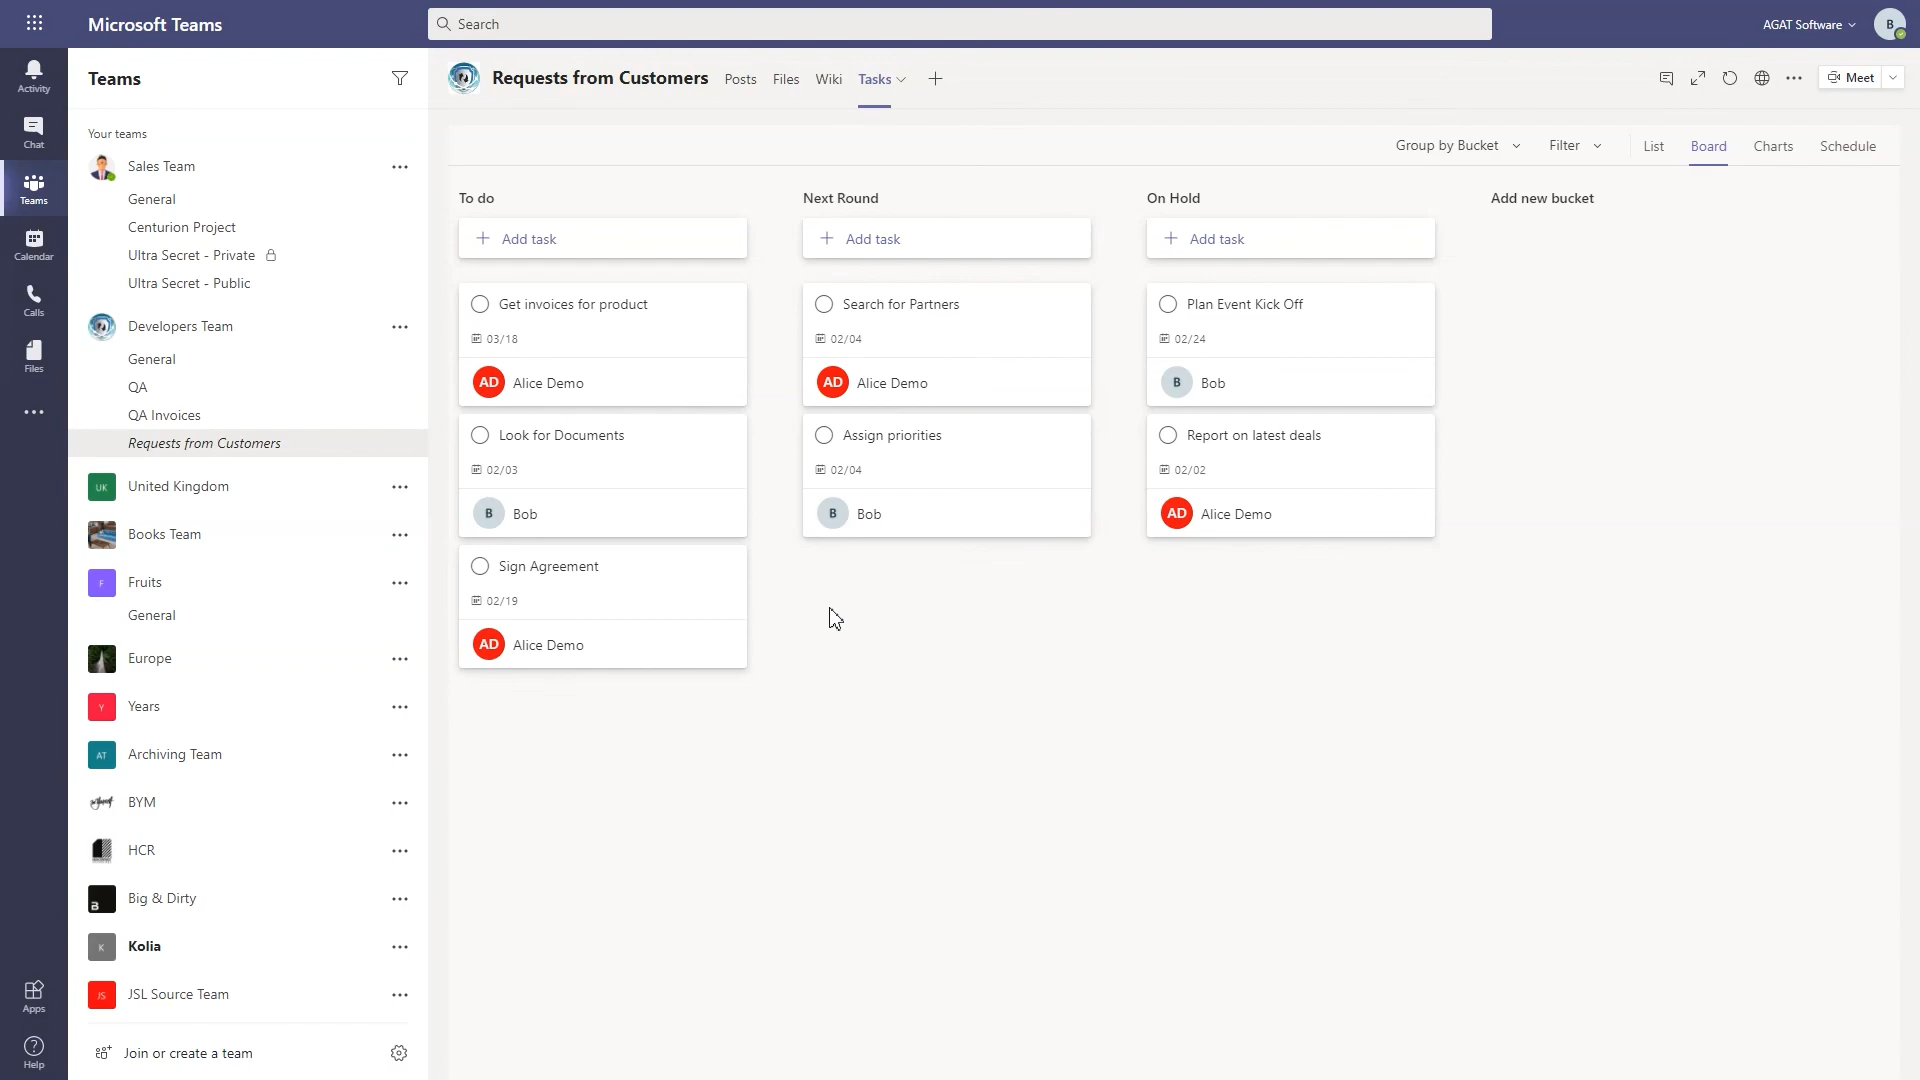 Microsoft Teams
Search
AGAT Software
B
Activity
Chat
Teams
Calendar
Calls
Files
Apps
Help
Teams
Your teams
Sales Team
General
Centurion Project
Ultra Secret - Private
Ultra Secret - Public
Developers Team
General
QA
QA Invoices
Requests from Customers
UK United Kingdom
Books Team
F Fruits
General
Europe
Y Years
AT Archiving Team
BYM
HCR
B Big & Dirty
K Kolia
JS JSL Source Team
Join or create a team
Requests from Customers Posts Files Wiki Tasks
Meet
Group by Bucket Filter List Board Charts Schedule
To do
Add task
Get invoices for product
03/18
AD Alice Demo
Look for Documents
02/03
B Bob
Sign Agreement
02/19
AD Alice Demo
Next Round
Add task
Search for Partners
02/04
AD Alice Demo
Assign priorities
02/04
B Bob
On Hold
Add task
Plan Event Kick Off
02/24
B Bob
Report on latest deals
02/02
AD Alice Demo
Add new bucket